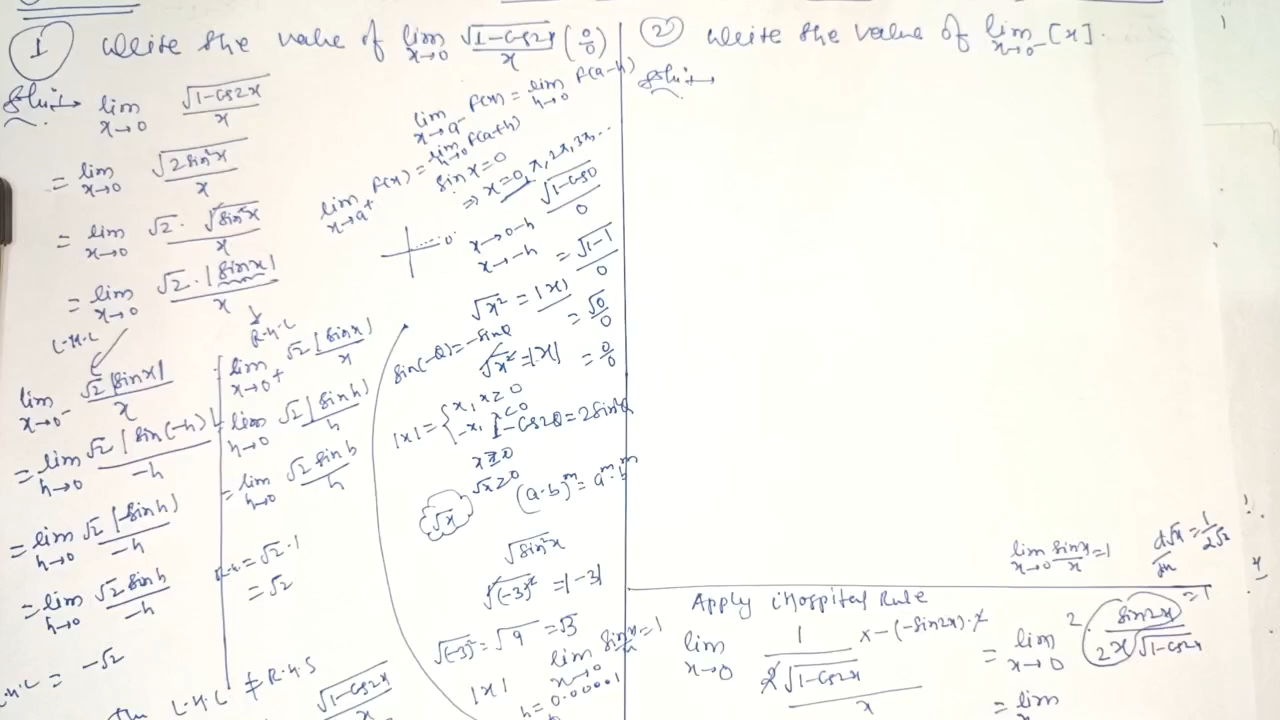 ① Write the value of lim x→0 √(1-cos2x)/x (0/0)
Solu:→ lim x→0 √(1-cos2x)/x
= lim x→0 √(2sin²x)/x
= lim x→0 √2·√(sin²x)/x
= lim x→0 √2·|sinx|/x
L-H-L
lim x→0⁻ √2|sinx|/x
= lim h→0 √2|sin(-h)|/-h
= lim h→0 √2|-sinh|/-h
= lim h→0 √2 sinh/-h
L.H.L = -√2
R-H-L
lim x→0+ √2|sinx|/x
lim h→0 √2|sinh|/h
= lim h→0 √2 sinh/h
= √2·1
= √2
L-H-L ≠ R-H-S
√(1-cos2x)/x
lim x→a⁻ f(x) = lim h→0 f(a-h)
lim x→a⁺ f(x) = lim h→0 f(a+h)
sinx=0
⇒ x=0, π, 2π, 3π, ...
√(1-cos0)/0
x→0-h
x→-h
= √(1-1)/0
√x² = |x|
= √0/0
sin(-θ)=-sinθ
√x² = |x|
= 0/0
|x| = { x, x≥0
-x, x<0
1-cos2θ=2sin²θ
x≥0
√x≥0
√x
(a·b)^m = a^m·b^m
√sin²x
√(-3)² = |-3|
√(-3)² = √9 = √3
lim x→0 sinx/x = 1
|x|
h=0.00001
② Write the value of lim x→0⁻ [x].
Solu:→
lim x→0 sinx/x = 1
d√x/dx = 1/2√x
Apply L'Hospital Rule
lim x→0 1/2√(1-cos2x) × -(-sin2x)·2/x
= lim x→0 2 sin2x/2x√(1-cos2x) =1
= lim